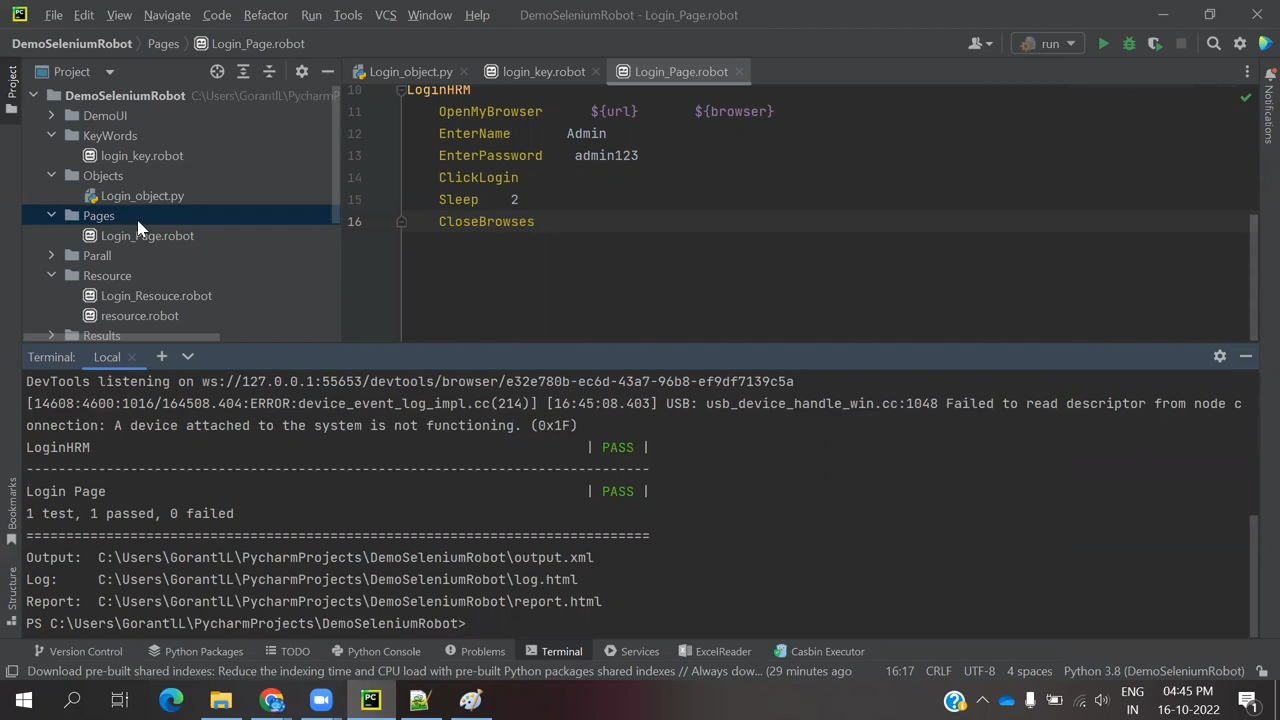 File Edit View Navigate Code Refactor Run Tools VCS Window Help DemoSeleniumRobot - Login_Page.robot
DemoSeleniumRobot Pages Login_Page.robot run
Project Login_object.py login_key.robot Login_Page.robot
Project
DemoSeleniumRobot C:\Users\GorantlL\PycharmP
DemoUI
KeyWords
login_key.robot
Objects
Login_object.py
Pages
Login_Page.robot
Parall
Resource
Login_Resouce.robot
resource.robot
Results
10 LoginHRM
11 OpenMyBrowser ${url} ${browser}
12 EnterName Admin
13 EnterPassword admin123
14 ClickLogin
15 Sleep 2
16 CloseBrowses
Notifications
Terminal: Local
DevTools listening on ws://127.0.0.1:55653/devtools/browser/e32e780b-ec6d-43a7-96b8-ef9df7139c5a
[14608:4600:1016/164508.404:ERROR:device_event_log_impl.cc(214)] [16:45:08.403] USB: usb_device_handle_win.cc:1048 Failed to read descriptor from node c
onnection: A device attached to the system is not functioning. (0x1F)
LoginHRM | PASS |
------------------------------------------------------------------------------
Login Page | PASS |
1 test, 1 passed, 0 failed
==============================================================================
Output: C:\Users\GorantlL\PycharmProjects\DemoSeleniumRobot\output.xml
Log: C:\Users\GorantlL\PycharmProjects\DemoSeleniumRobot\log.html
Report: C:\Users\GorantlL\PycharmProjects\DemoSeleniumRobot\report.html
PS C:\Users\GorantlL\PycharmProjects\DemoSeleniumRobot>
Bookmarks
Structure
Version Control Python Packages TODO Python Console Problems Terminal Services ExcelReader Casbin Executor
Download pre-built shared indexes: Reduce the indexing time and CPU load with pre-built Python packages shared indexes // Always dow... (29 minutes ago) 16:17 CRLF UTF-8 4 spaces Python 3.8 (DemoSeleniumRobot)
ENG
IN
04:45 PM
16-10-2022
1